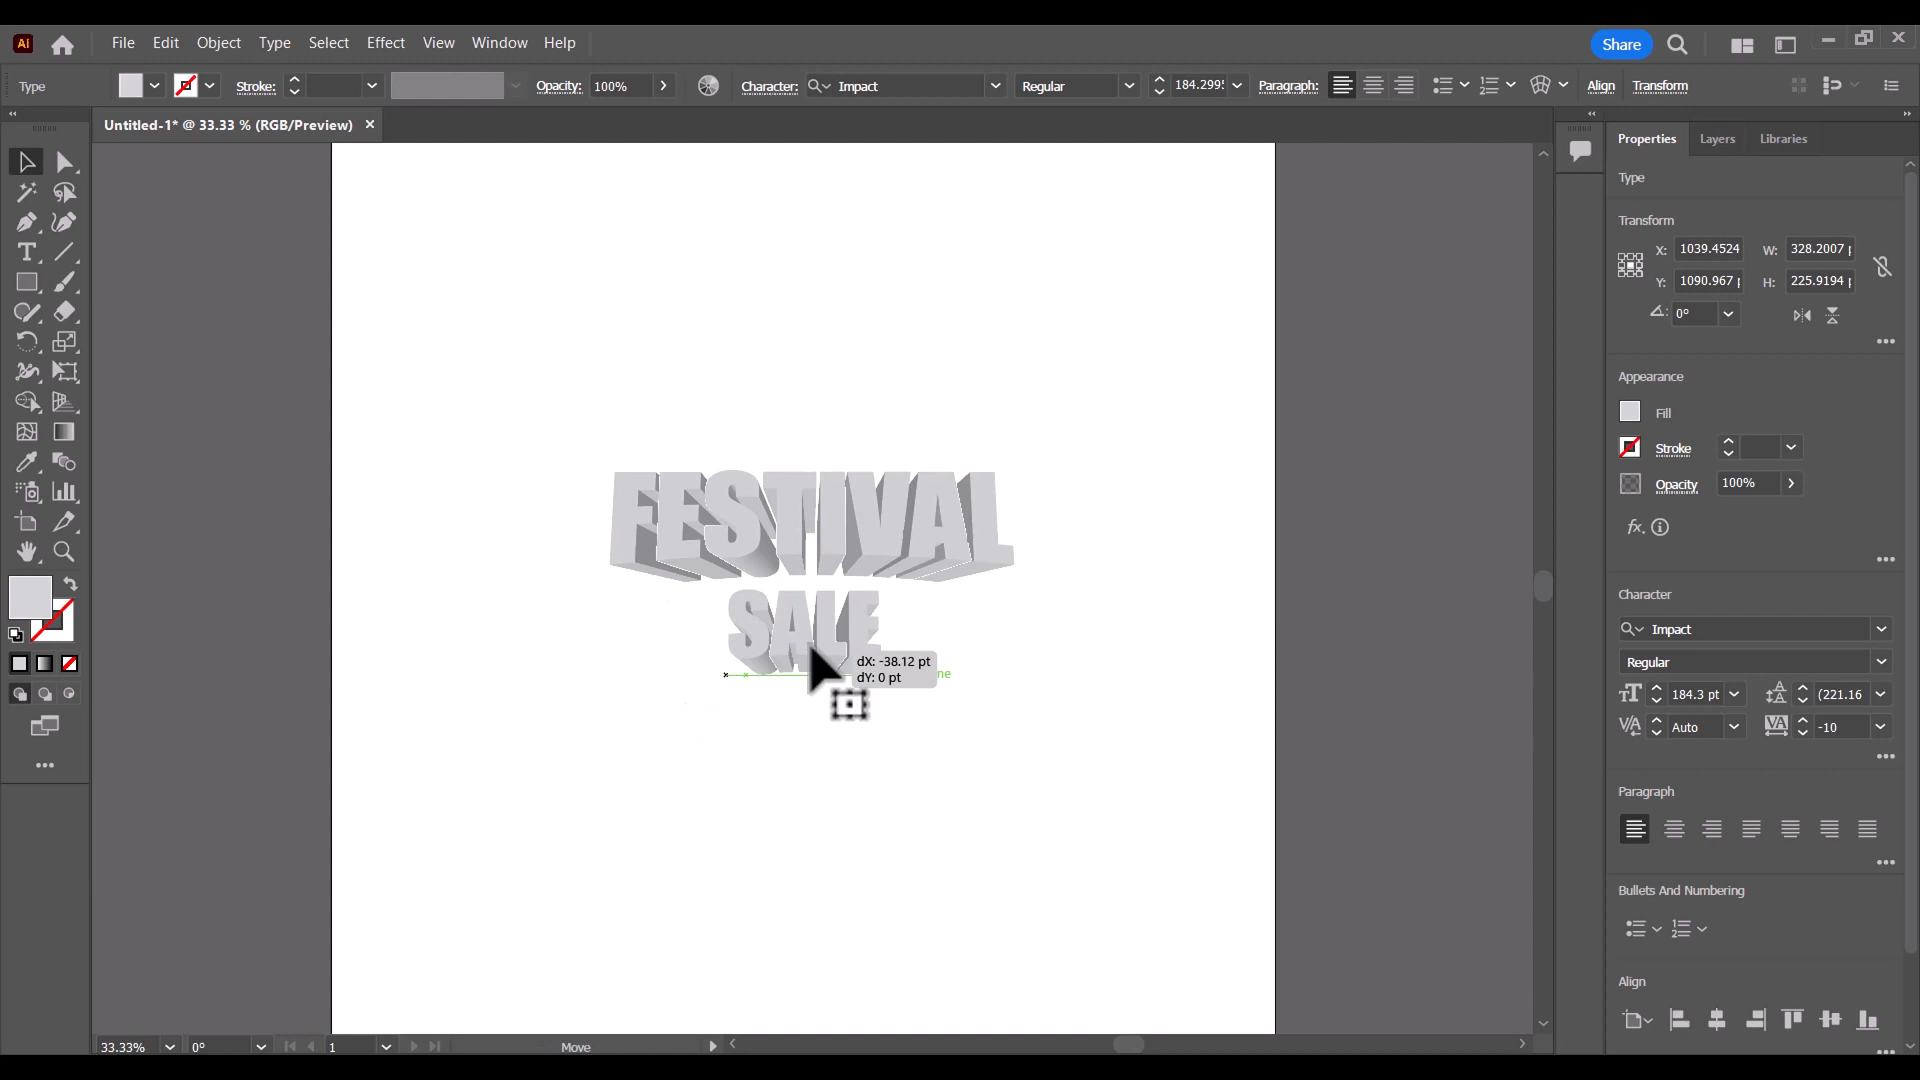 Ai File Edit Object Type Select Effect View Window Help Share
Type Stroke: Opacity: 100% Character: Impact Regular 184.299 Paragraph: Align Transform
Untitled-1* @ 33.33 % (RGB/Preview) ×
Properties Layers Libraries
Type
Transform
X: 1039.4524 W: 328.2007
Y: 1090.967 H: 225.9194
0°
Appearance
Fill
Stroke
Opacity 100%
fx.
Character
Impact
Regular
184.3 pt (221.16
Auto -10
Paragraph
Bullets And Numbering
Align
FESTIVAL
SALE
dX: -38.12 pt
dY: 0 pt
ne
33.33% 0° 1 Move